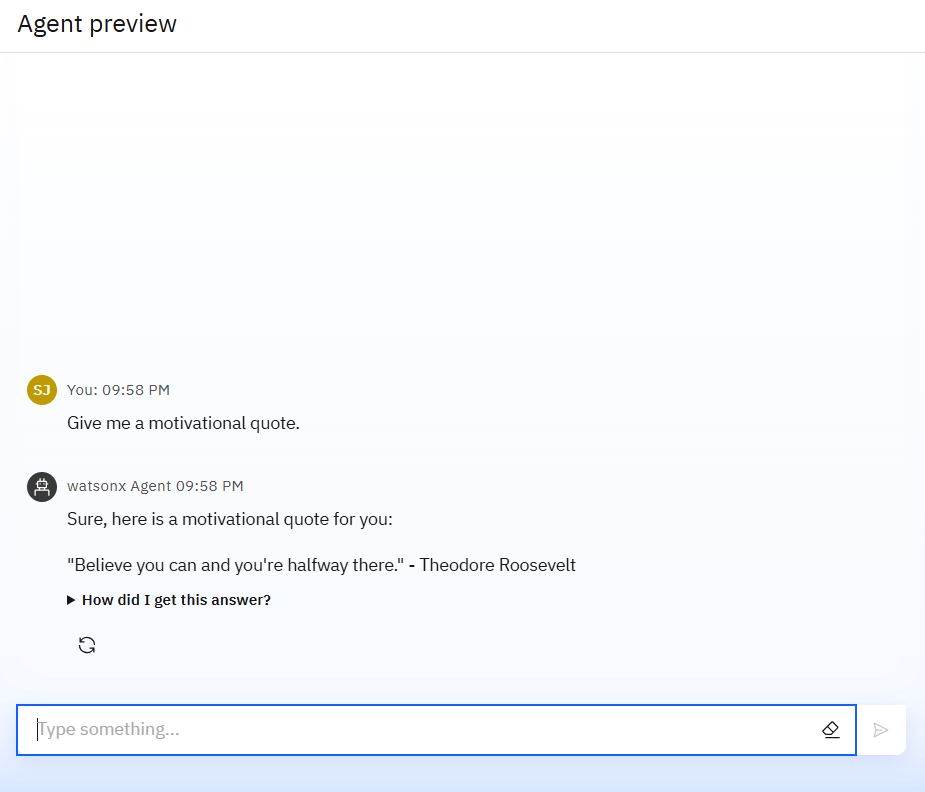 Agent preview
SJ
You: 09:58 PM
Give me a motivational quote.
watsonx Agent 09:58 PM
Sure, here is a motivational quote for you:
"Believe you can and you're halfway there." - Theodore Roosevelt
How did I get this answer?
Type something...